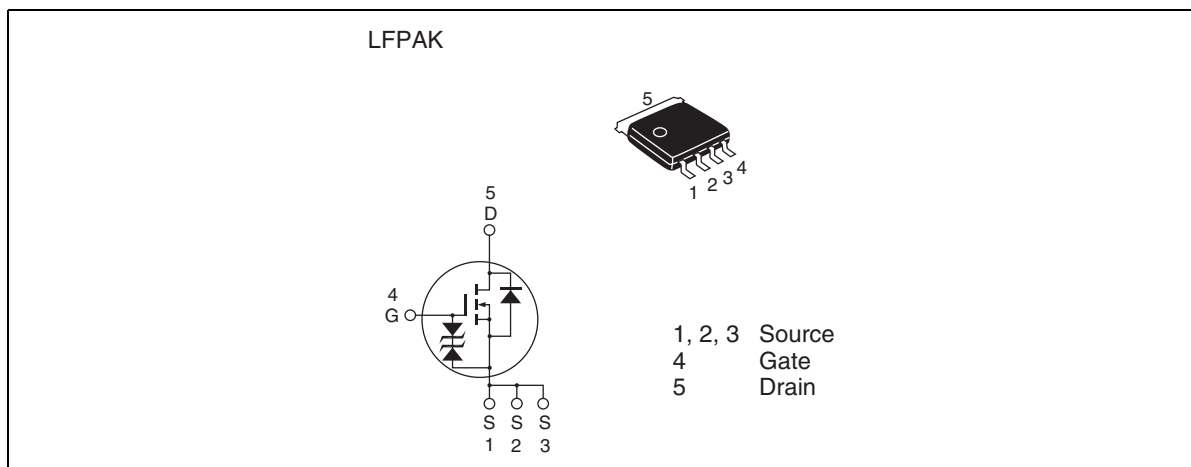 LFPAK
5
1 2 3 4
5
D
4
G
1, 2, 3 Source
4 Gate
5 Drain
S S S
1 2 3